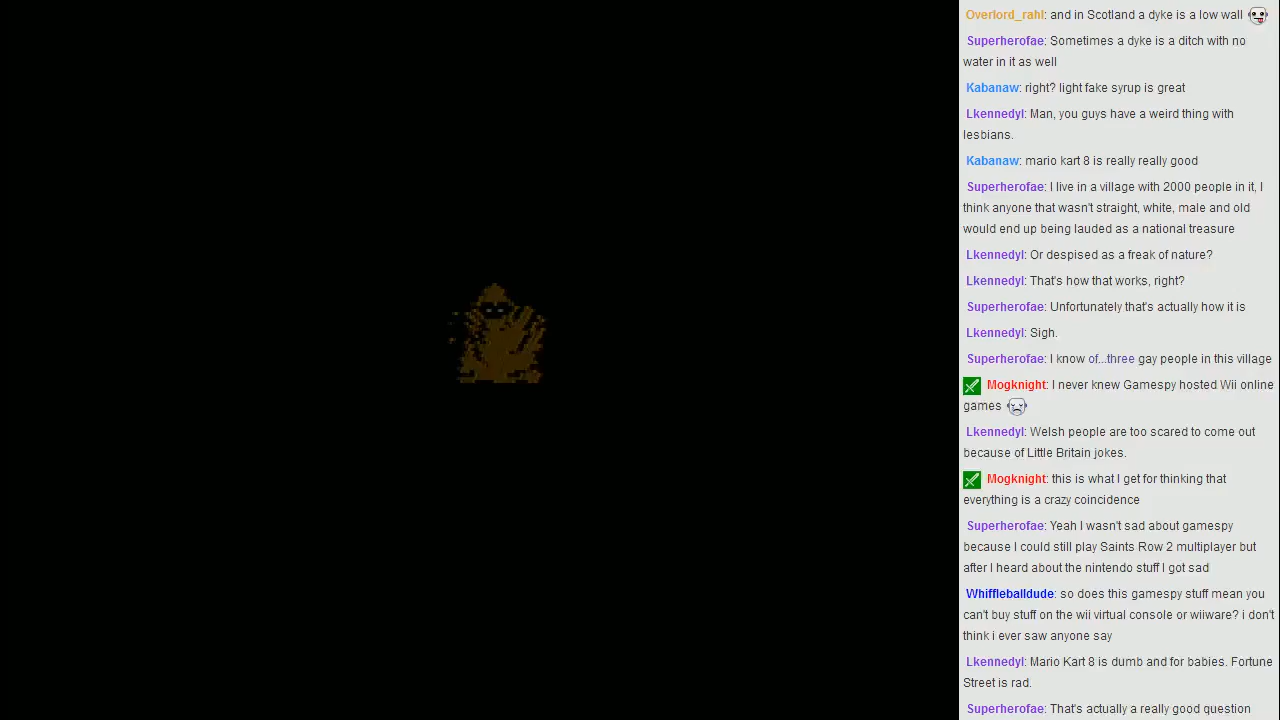 Overlord_rahl: and in Scotland a dyke is a low wall
Superherofae: Sometimes a dyke is a ditch with no
water in it as well
Kabanaw: right? light fake syrup is great
Lkennedyl: Man, you guys have a weird thing with
lesbians.
Kabanaw: mario kart 8 is really really good
Superherofae: I live in a village with 2000 people in it, I
think anyone that wasn't straight, white, male and old
would end up being lauded as a national treasure
Lkennedyl: Or despised as a freak of nature?
Lkennedyl: That's how that works, right?
Superherofae: Unfortunately that's actually how it is
Lkennedyl: Sigh.
Superherofae: I know of...three gay people in this village
Mogknight: I never knew Gamespy hosted Wii online
games
Lkennedyl: Welsh people are too scared to come out
because of Little Britain jokes.
Mogknight: this is what I get for thinking that
everything is a crazy coincidence
Superherofae: Yeah I wasn't sad about gamespy
because I could still play Saints Row 2 multiplayer but
after I heard about the nintendo stuff I got sad
Whiffleballdude: so does this gamespy stuff mean you
can't buy stuff on the wii virtual console or wiiware? i don't
think i ever saw anyone say
Lkennedyl: Mario Kart 8 is dumb and for babies. Fortune
Street is rad.
Superherofae: That's actually a really good question